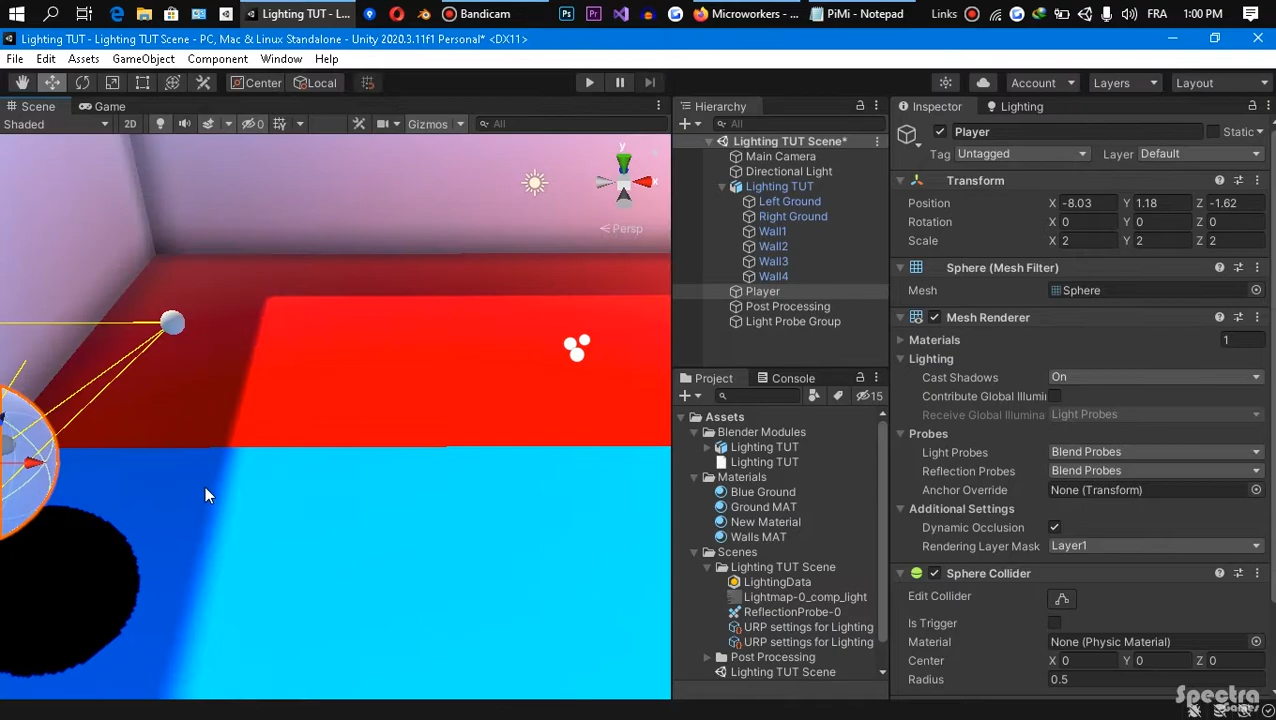 Lighting TUT - L...
Bandicam
Microworkers - ...
PiMi - Notepad
Links
FRA
1:00 PM
Lighting TUT - Lighting TUT Scene - PC, Mac & Linux Standalone - Unity 2020.3.11f1 Personal* <DX11>
File Edit Assets GameObject Component Window Help
Center Local
Account Layers Layout
Scene Game
Shaded 2D 0 Gizmos All
y
x
Persp
Hierarchy
All
Lighting TUT Scene*
Main Camera
Directional Light
Lighting TUT
Left Ground
Right Ground
Wall1
Wall2
Wall3
Wall4
Player
Post Processing
Light Probe Group
Project Console
15
Assets
Blender Modules
Lighting TUT
Lighting TUT
Materials
Blue Ground
Ground MAT
New Material
Walls MAT
Scenes
Lighting TUT Scene
LightingData
Lightmap-0_comp_light
ReflectionProbe-0
URP settings for Lighting
URP settings for Lighting
Post Processing
Lighting TUT Scene
Inspector Lighting
Player Static
Tag Untagged Layer Default
Transform
Position X -8.03 Y 1.18 Z -1.62
Rotation X 0 Y 0 Z 0
Scale X 2 Y 2 Z 2
Sphere (Mesh Filter)
Mesh Sphere
Mesh Renderer
Materials 1
Lighting
Cast Shadows On
Contribute Global Illumi
Receive Global Illumina Light Probes
Probes
Light Probes Blend Probes
Reflection Probes Blend Probes
Anchor Override None (Transform)
Additional Settings
Dynamic Occlusion
Rendering Layer Mask Layer1
Sphere Collider
Edit Collider
Is Trigger
Material None (Physic Material)
Center X 0 Y 0 Z 0
Radius 0.5
Spectra
Games